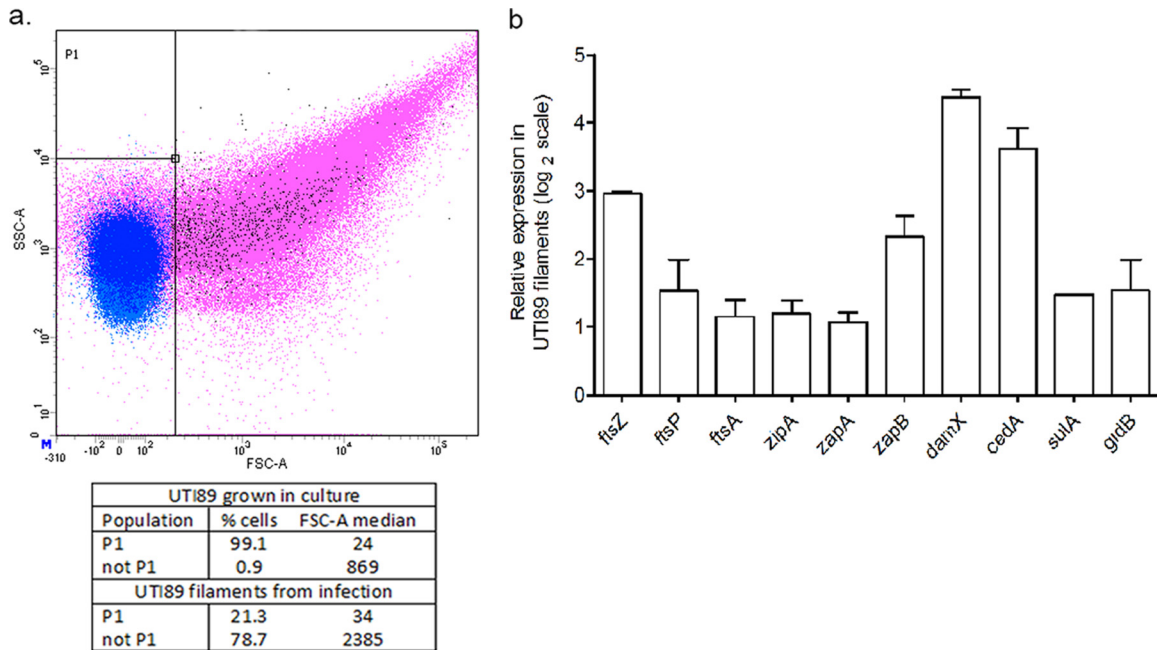 a.
P1
SSC-A
10^5
10^4
10^3
10^2
10^1
0
M
-310 -10^2 0 10^2 10^3 10^4 10^5
FSC-A
UTI89 grown in culture
Population % cells FSC-A median
P1 99.1 24
not P1 0.9 869
UTI89 filaments from infection
P1 21.3 34
not P1 78.7 2385
b
Relative expression in
UTI89 filaments (log 2 scale)
5
4
3
2
1
0
ftsZ ftsP ftsA zipA zapA zapB damX cedA sulA gidB